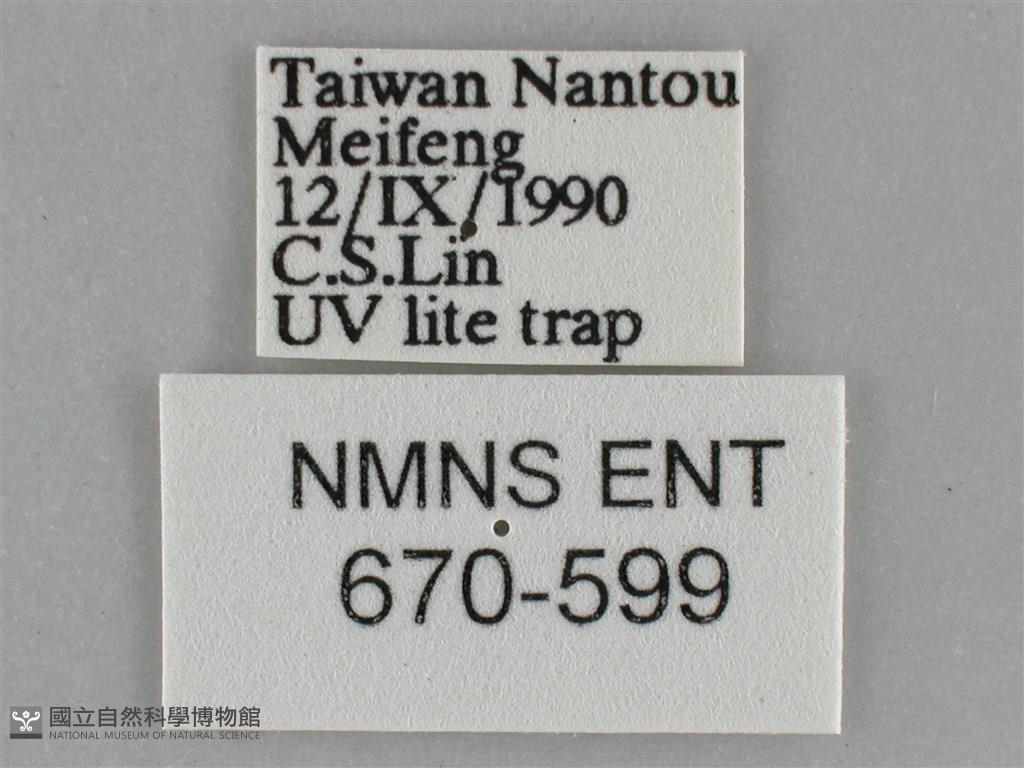 Taiwan Nantou
Meifeng
12/IX/1990
C.S.Lin
UV lite trap
NMNS ENT
670-599
國立自然科學博物館
NATIONAL MUSEUM OF NATURAL SCIENCE